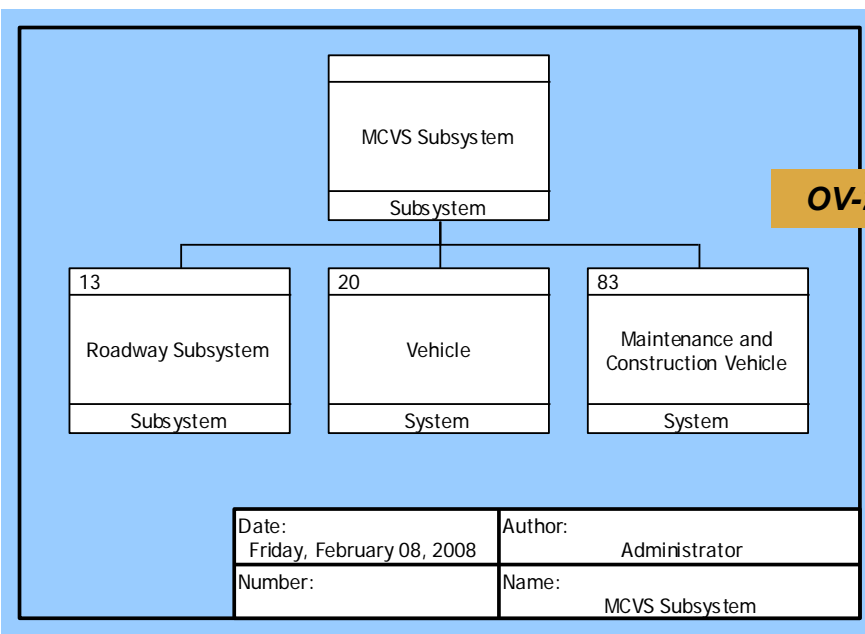 MCVS Subsystem
Subsystem
OV-
13
Roadway Subsystem
Subsystem
20
Vehicle
System
83
Maintenance and
Construction Vehicle
System
Date:
Friday, February 08, 2008
Author:
Administrator
Number:
Name:
MCVS Subsystem